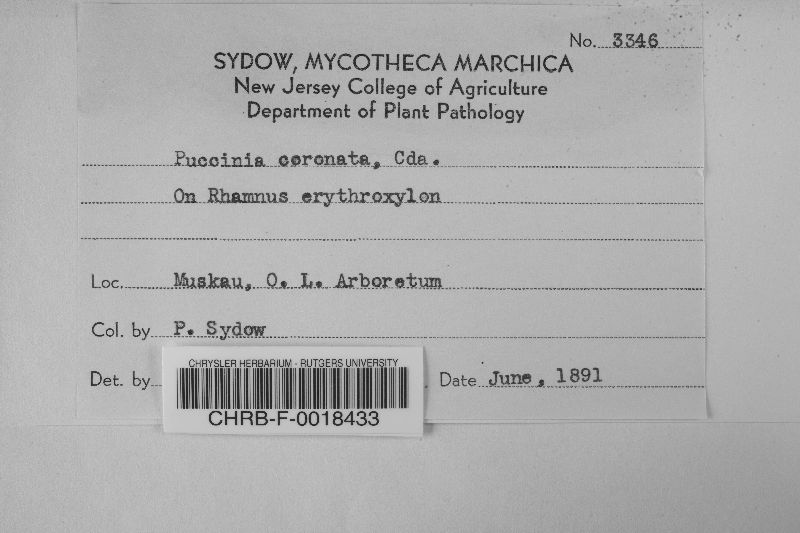 No. 3346
SYDOW, MYCOTHECA MARCHICA
New Jersey College of Agriculture
Department of Plant Pathology
Puccinia coronata, Cda.
On Rhamnus erythroxylon
Loc. Muskau, O. L. Arboretum
Col. by P. Sydow
Det. by Date June, 1891
CHRYSLER HERBARIUM - RUTGERS UNIVERSITY
CHRB-F-0018433